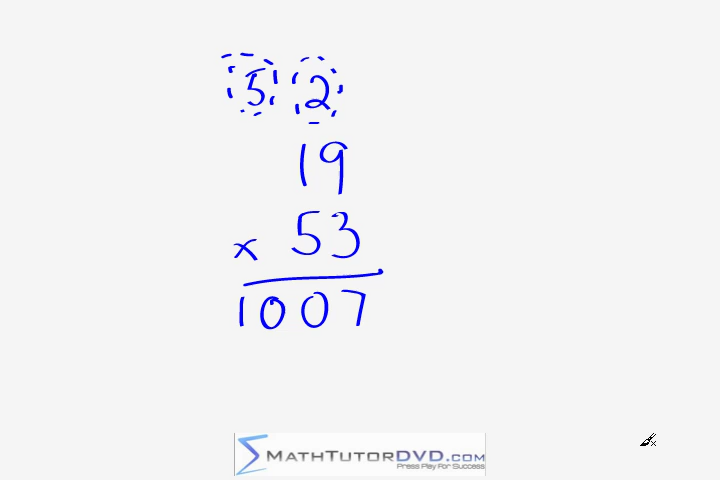 5 2
19
x 53
1007
MATHTUTORDVD.COM
Press Play For Success